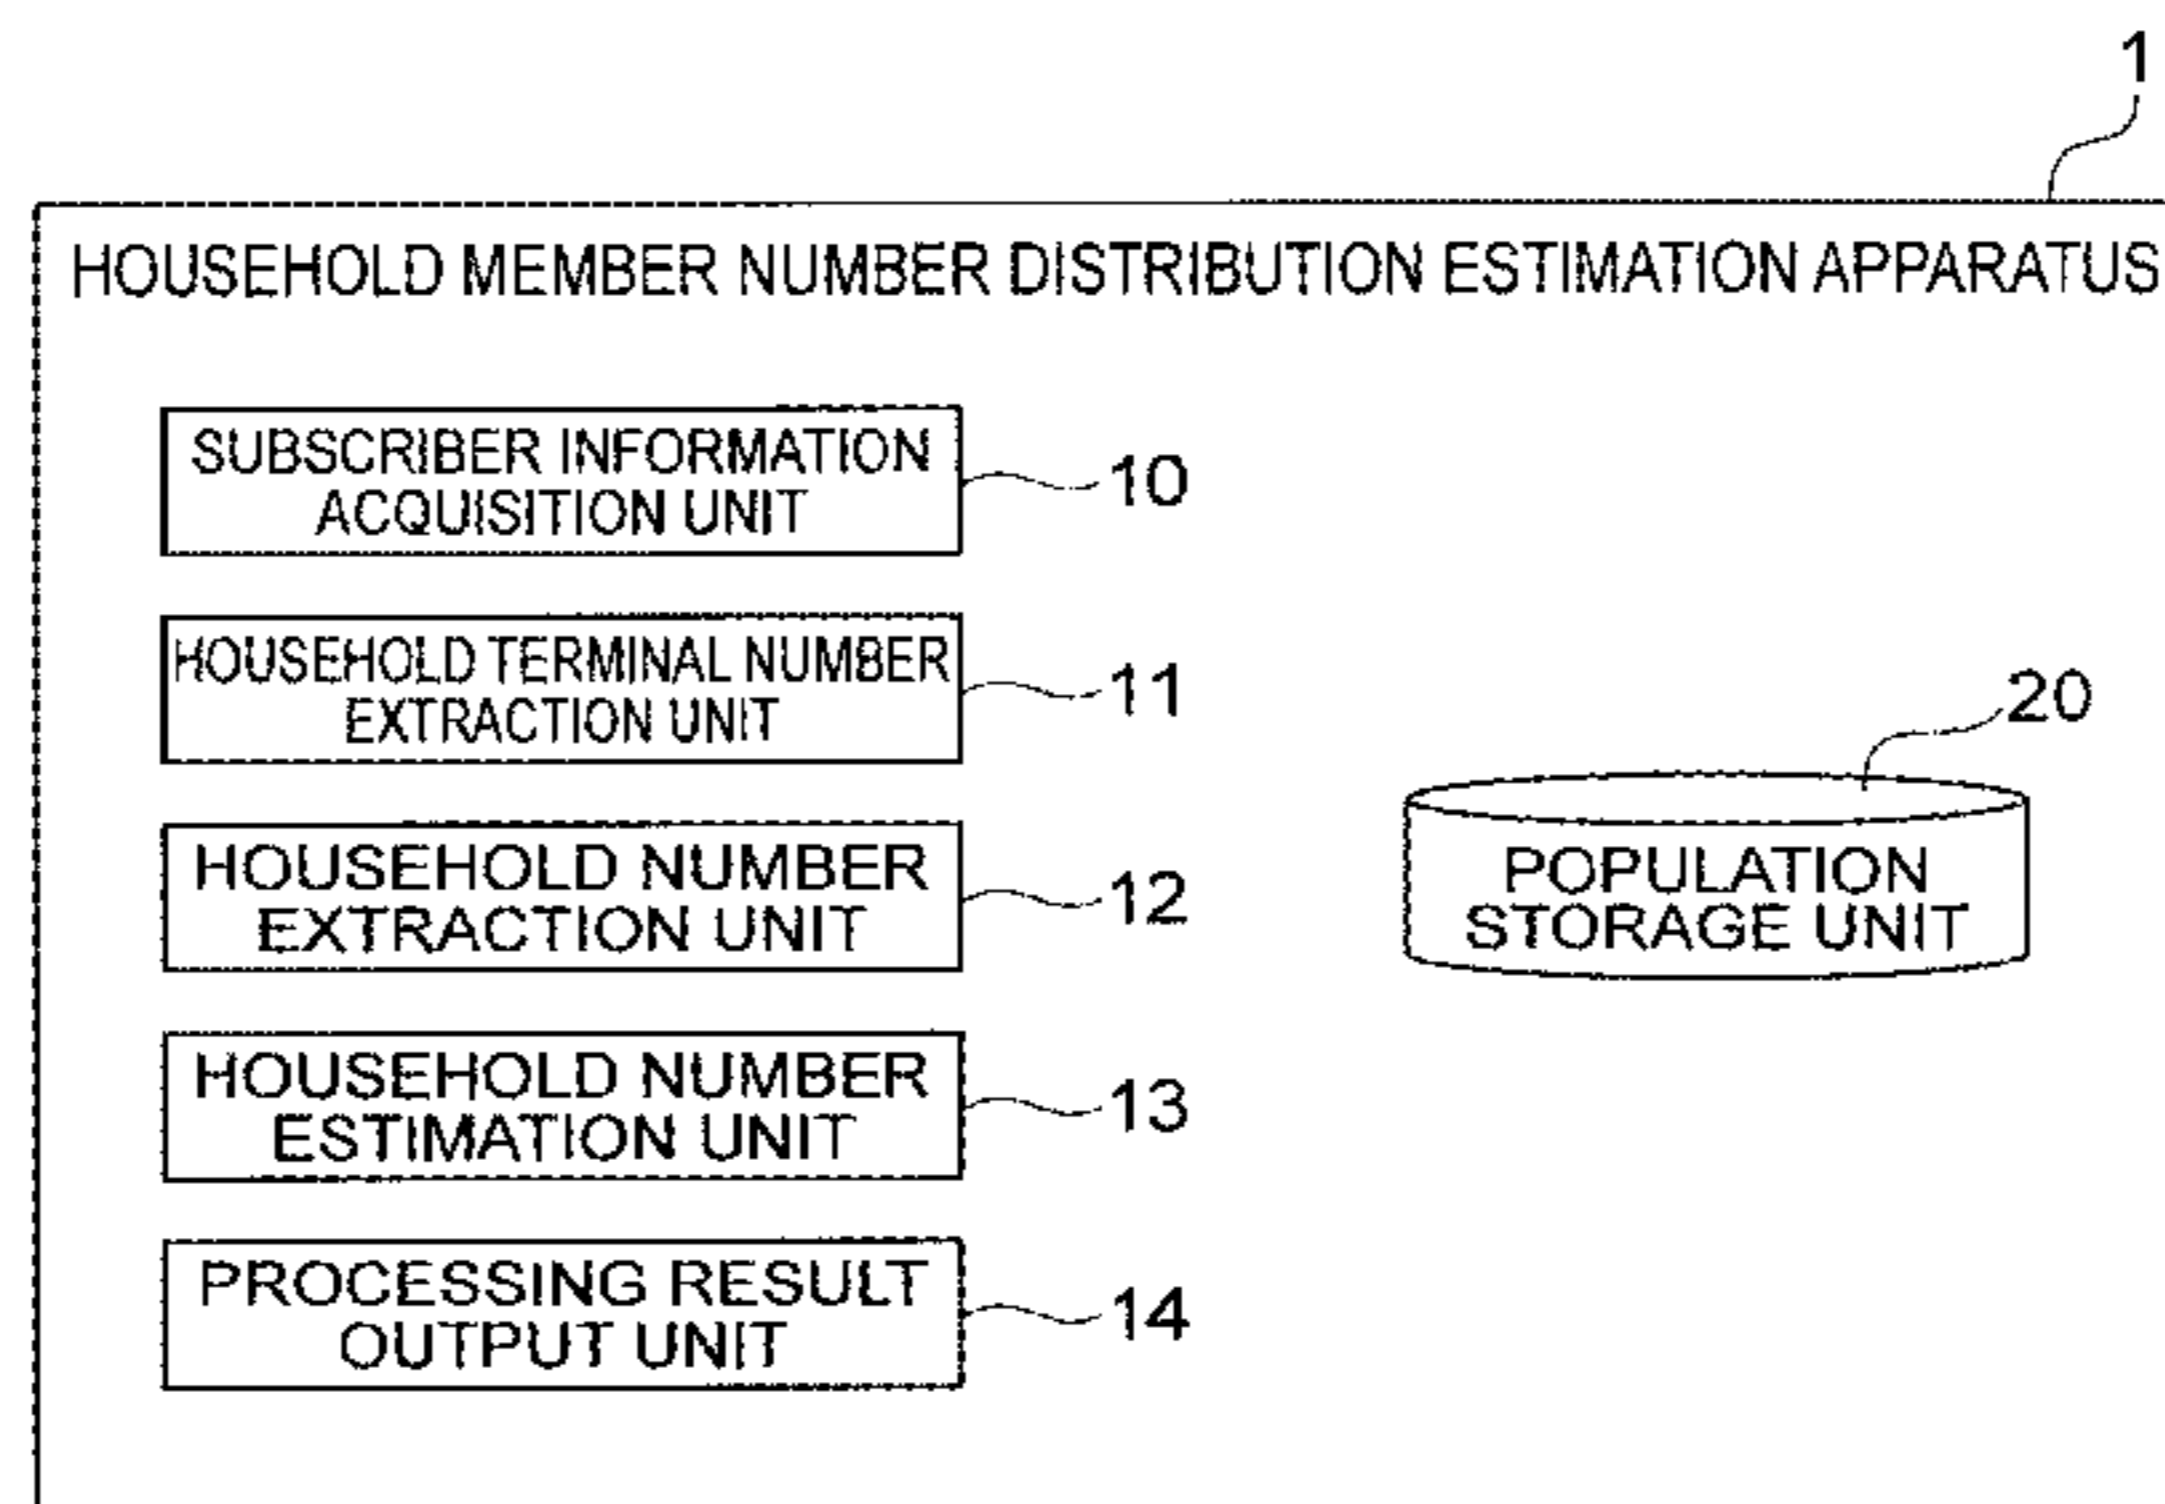 1
HOUSEHOLD MEMBER NUMBER DISTRIBUTION ESTIMATION APPARATUS
SUBSCRIBER INFORMATION
ACQUISITION UNIT
10
HOUSEHOLD TERMINAL NUMBER
EXTRACTION UNIT
11
20
HOUSEHOLD NUMBER
EXTRACTION UNIT
12
POPULATION
STORAGE UNIT
HOUSEHOLD NUMBER
ESTIMATION UNIT
13
PROCESSING RESULT
OUTPUT UNIT
14